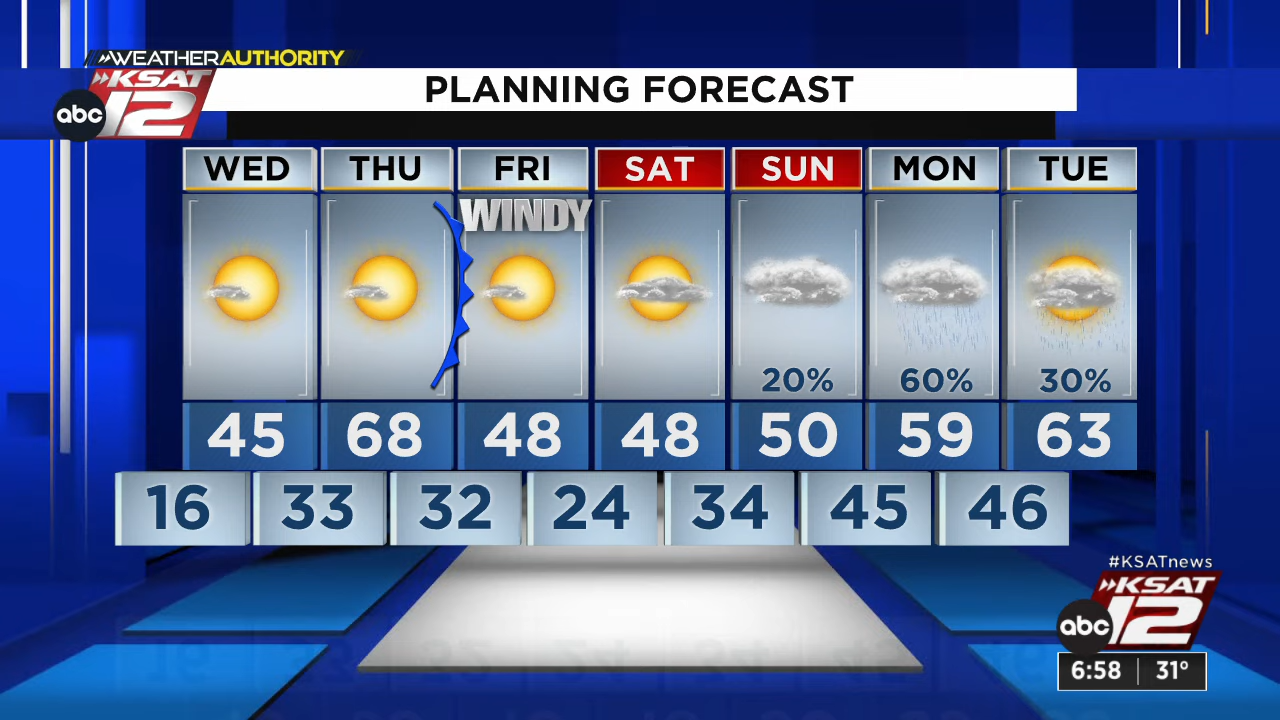 WEATHERAUTHORITY
KSAT
abc 12
PLANNING FORECAST
WED THU FRI SAT SUN MON TUE
WINDY
20% 60% 30%
45 68 48 48 50 59 63
16 33 32 24 34 45 46
#KSATnews
KSAT
abc 12
6:58 31°